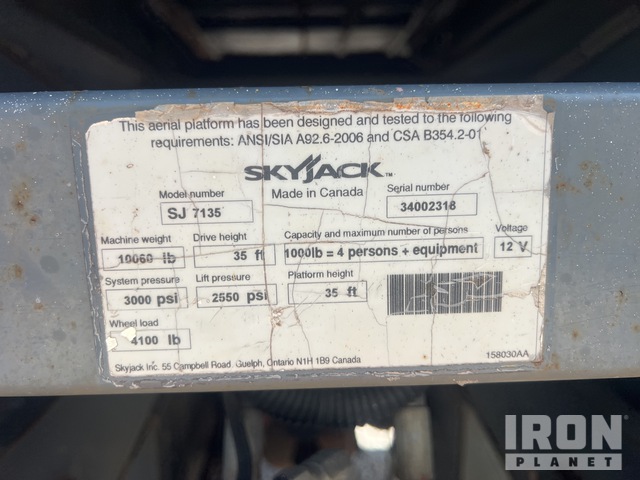 This aerial platform has been designed and tested to the following
requirements: ANSI/SIA A92.6-2006 and CSA B354.2-01
SKYJACK™
Made in Canada
Model number
SJ 7135
Serial number
34002316
Machine weight
10060 lb
Drive height
35 ft
Capacity and maximum number of persons
1000lb = 4 persons + equipment
Voltage
12 V
System pressure
3000 psi
Lift pressure
2550 psi
Platform height
35 ft
Wheel load
4100 lb
Skyjack Inc. 55 Campbell Road. Guelph, Ontario N1H 1B9 Canada
158030AA
IRON
PLANET